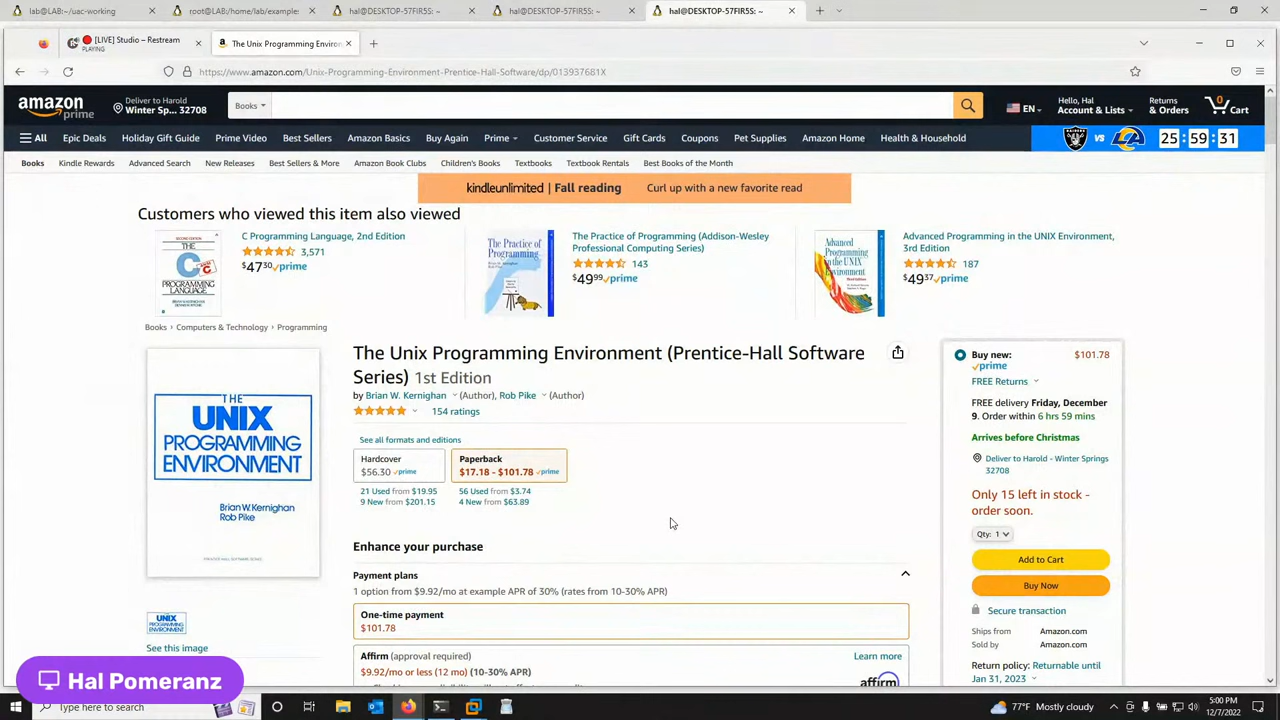 lab@LAB: ~/uac-working
root@LAB:/home/lab/example:
hal@DESKTOP-57FIR5S: ~
hal@DESKTOP-57FIR5S: ~
hal@DESKTOP-57FIR5S: ~
[LIVE] Studio – Restream
PLAYING
The Unix Programming Environ
https://www.amazon.com/Unix-Programming-Environment-Prentice-Hall-Software/dp/013937681X
amazon
prime
Deliver to Harold
Winter Sp... 32708
Books
EN
Hello, Hal
Account & Lists
Returns
& Orders
0
Cart
All
Epic Deals
Holiday Gift Guide
Prime Video
Best Sellers
Amazon Basics
Buy Again
Prime
Customer Service
Gift Cards
Coupons
Pet Supplies
Amazon Home
Health & Household
VS
25:59:31
Books
Kindle Rewards
Advanced Search
New Releases
Best Sellers & More
Amazon Book Clubs
Children's Books
Textbooks
Textbook Rentals
Best Books of the Month
kindleunlimited | Fall reading Curl up with a new favorite read
Customers who viewed this item also viewed
C Programming Language, 2nd Edition
3,571
$47.30 prime
The Practice of Programming (Addison-Wesley
Professional Computing Series)
143
$49.99 prime
Advanced Programming in the UNIX Environment,
3rd Edition
187
$49.37 prime
Books › Computers & Technology › Programming
THE
UNIX
PROGRAMMING
ENVIRONMENT
Brian W. Kernighan
Rob Pike
PRENTICE-HALL SOFTWARE SERIES
See this image
The Unix Programming Environment (Prentice-Hall Software
Series) 1st Edition
by Brian W. Kernighan (Author), Rob Pike (Author)
154 ratings
See all formats and editions
Hardcover
$56.30 prime
Paperback
$17.18 - $101.78 prime
21 Used from $19.95
9 New from $201.15
56 Used from $3.74
4 New from $63.89
Enhance your purchase
Payment plans
1 option from $9.92/mo at example APR of 30% (rates from 10-30% APR)
One-time payment
$101.78
Affirm (approval required)
Learn more
$9.92/mo or less (12 mo) (10-30% APR)
affirm
Buy new:
$101.78
prime
FREE Returns
FREE delivery Friday, December
9. Order within 6 hrs 59 mins
Arrives before Christmas
Deliver to Harold - Winter Springs
32708
Only 15 left in stock -
order soon.
Qty: 1
Add to Cart
Buy Now
Secure transaction
Ships from Amazon.com
Sold by Amazon.com
Return policy: Returnable until
Jan 31, 2023
Hal Pomeranz
Type here to search
77°F Mostly cloudy
5:00 PM
12/7/2022